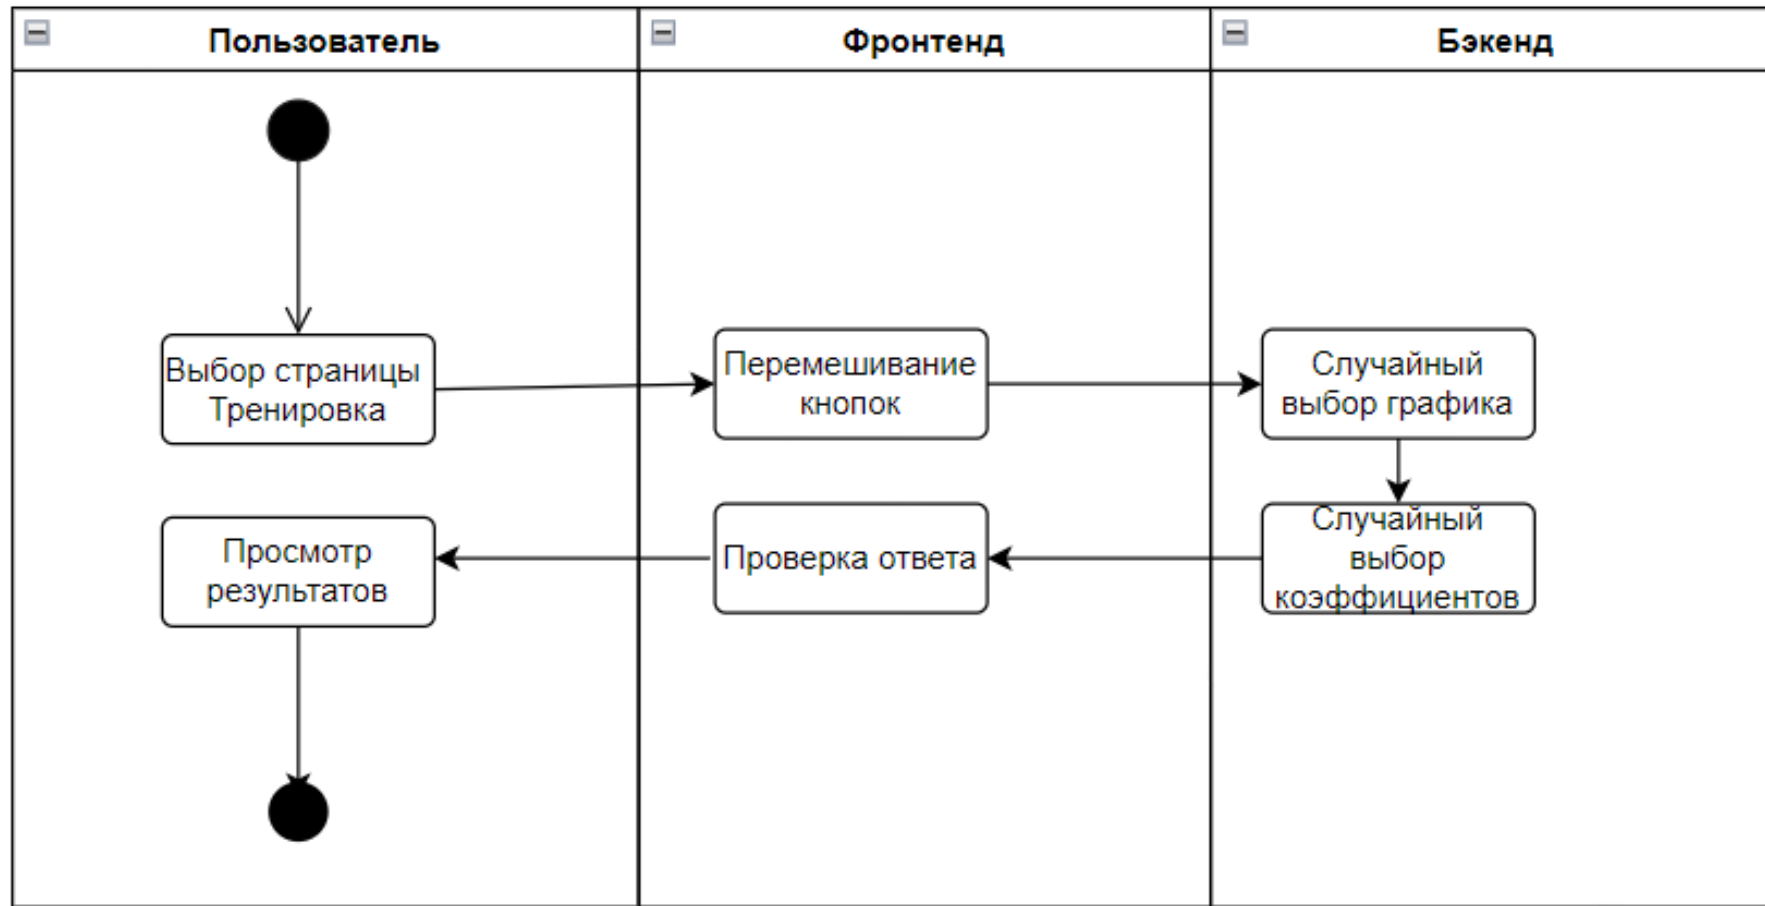 Пользователь
Фронтенд
Бэкенд
Выбор страницы
Тренировка
Перемешивание
кнопок
Случайный
выбор графика
Просмотр
результатов
Проверка ответа
Случайный
выбор
коэффициентов